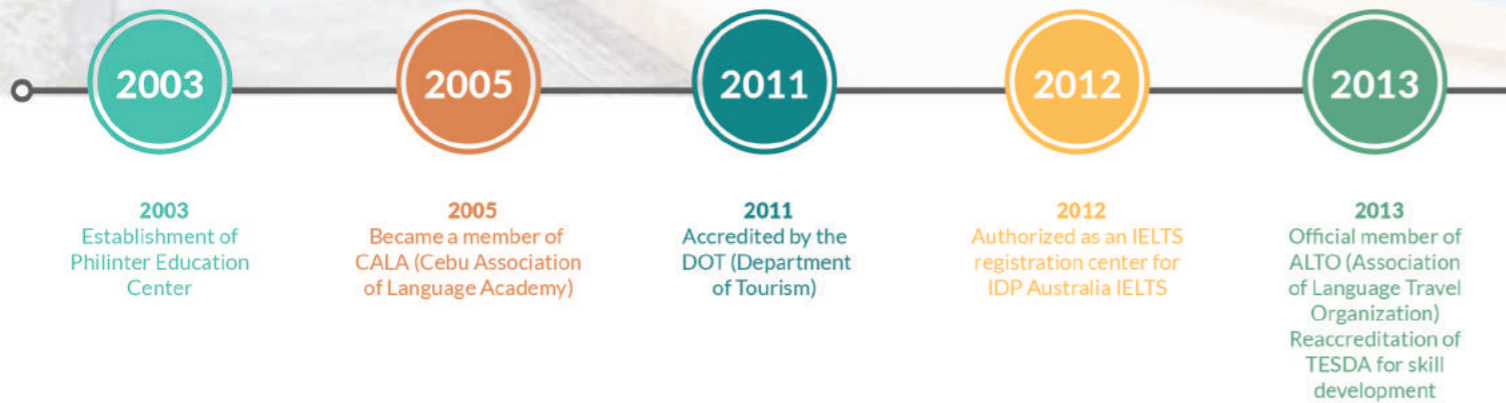 2003
2005
2011
2012
2013
2003
Establishment of
Philinter Education
Center
2005
Became a member of
CALA (Cebu Association
of Language Academy)
2011
Accredited by the
DOT (Department
of Tourism)
2012
Authorized as an IELTS
registration center for
IDP Australia IELTS
2013
Official member of
ALTO (Association
of Language Travel
Organization)
Reaccreditation of
TESDA for skill
development